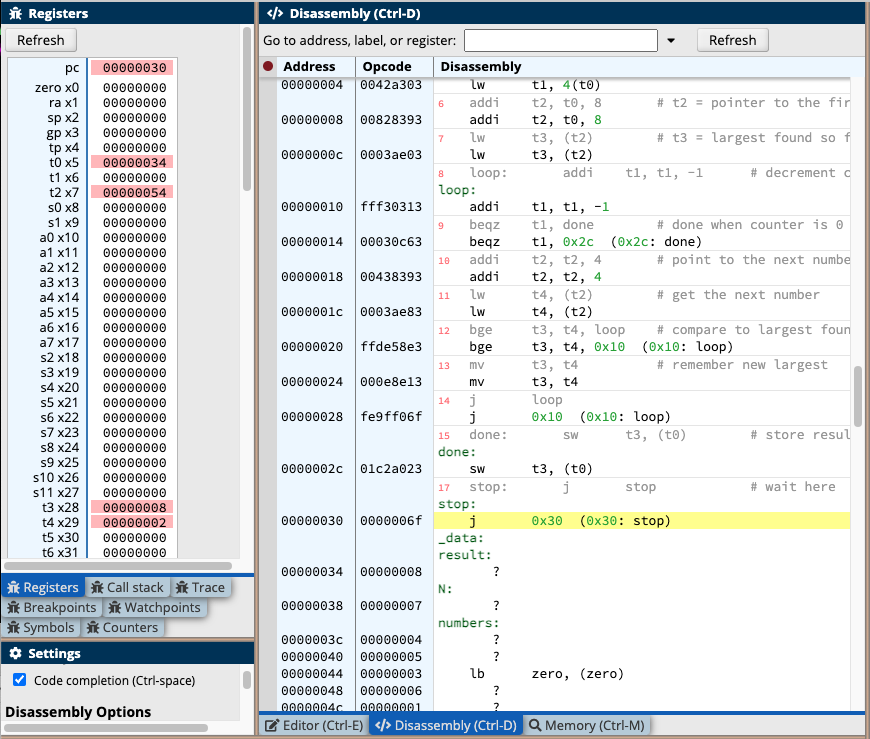 Registers
Refresh
pc 00000030
zero x0 00000000
ra x1 00000000
sp x2 00000000
gp x3 00000000
tp x4 00000000
t0 x5 00000034
t1 x6 00000000
t2 x7 00000054
s0 x8 00000000
s1 x9 00000000
a0 x10 00000000
a1 x11 00000000
a2 x12 00000000
a3 x13 00000000
a4 x14 00000000
a5 x15 00000000
a6 x16 00000000
a7 x17 00000000
s2 x18 00000000
s3 x19 00000000
s4 x20 00000000
s5 x21 00000000
s6 x22 00000000
s7 x23 00000000
s8 x24 00000000
s9 x25 00000000
s10 x26 00000000
s11 x27 00000000
t3 x28 00000008
t4 x29 00000002
t5 x30 00000000
t6 x31 00000000
Registers Call stack Trace
Breakpoints Watchpoints
Symbols Counters
Settings
Code completion (Ctrl-space)
Disassembly Options
Disassembly (Ctrl-D)
Go to address, label, or register: Refresh
Address Opcode Disassembly
00000004 0042a303 lw t1, 4(t0)
6 addi t2, t0, 8 # t2 = pointer to the fir
00000008 00828393 addi t2, t0, 8
7 lw t3, (t2) # t3 = largest found so f
0000000c 0003ae03 lw t3, (t2)
8 loop: addi t1, t1, -1 # decrement c
loop:
00000010 fff30313 addi t1, t1, -1
9 beqz t1, done # done when counter is 0
00000014 00030c63 beqz t1, 0x2c (0x2c: done)
10 addi t2, t2, 4 # point to the next numbe
00000018 00438393 addi t2, t2, 4
11 lw t4, (t2) # get the next number
0000001c 0003ae83 lw t4, (t2)
12 bge t3, t4, loop # compare to largest foun
00000020 ffde58e3 bge t3, t4, 0x10 (0x10: loop)
13 mv t3, t4 # remember new largest
00000024 000e8e13 mv t3, t4
14 j loop
00000028 fe9ff06f j 0x10 (0x10: loop)
15 done: sw t3, (t0) # store resul
done:
0000002c 01c2a023 sw t3, (t0)
17 stop: j stop # wait here
stop:
00000030 0000006f j 0x30 (0x30: stop)
_data:
result:
00000034 00000008 ?
N:
00000038 00000007 ?
numbers:
0000003c 00000004 ?
00000040 00000005 ?
00000044 00000003 lb zero, (zero)
00000048 00000006 ?
0000004c 00000001 ?
Editor (Ctrl-E) Disassembly (Ctrl-D) Memory (Ctrl-M)